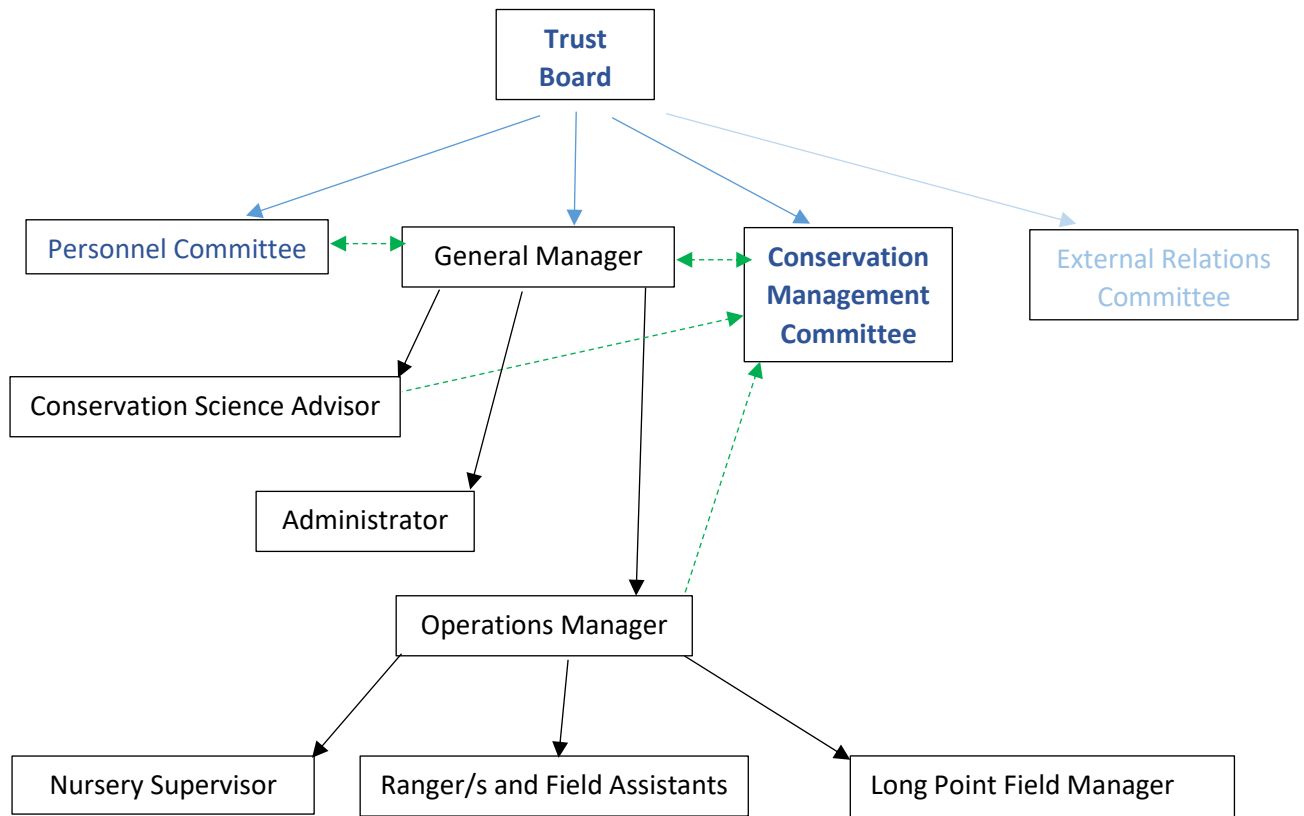 Trust
Board
Personnel Committee
General Manager
Conservation
Management
Committee
External Relations
Committee
Conservation Science Advisor
Administrator
Operations Manager
Nursery Supervisor
Ranger/s and Field Assistants
Long Point Field Manager